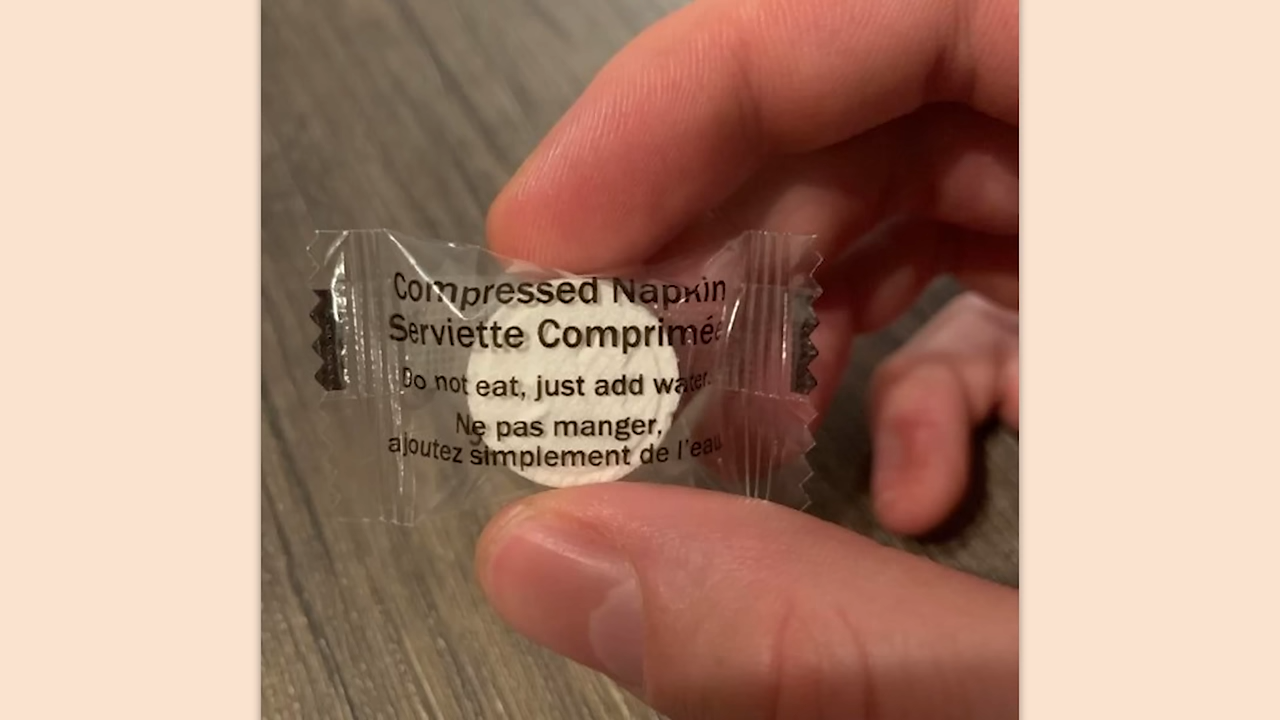 Compressed Napkin
Serviette Comprimée
Do not eat, just add water.
Ne pas manger,
ajoutez simplement de l'eau